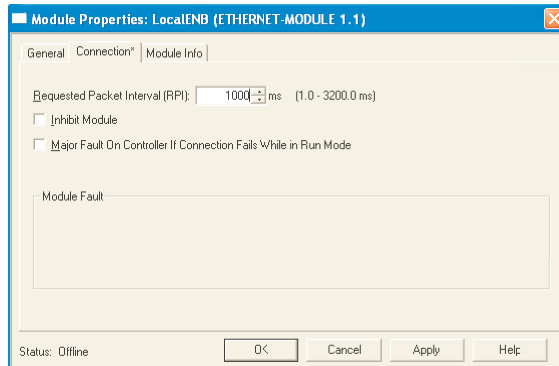 Module Properties: LocalENB (ETHERNET-MODULE 1.1)
General Connection* Module Info
Requested Packet Interval (RPI): 1000 ms (1.0 - 3200.0 ms)
Inhibit Module
Major Fault On Controller If Connection Fails While in Run Mode
Module Fault
Status: Offline OK Cancel Apply Help